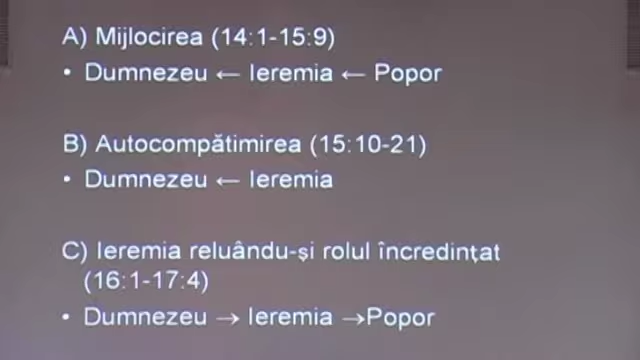 A) Mijlocirea (14:1-15:9)
• Dumnezeu ← Ieremia ← Popor
B) Autocompătimirea (15:10-21)
• Dumnezeu ← Ieremia
C) Ieremia reluându-și rolul încredințat
(16:1-17:4)
• Dumnezeu → Ieremia →Popor